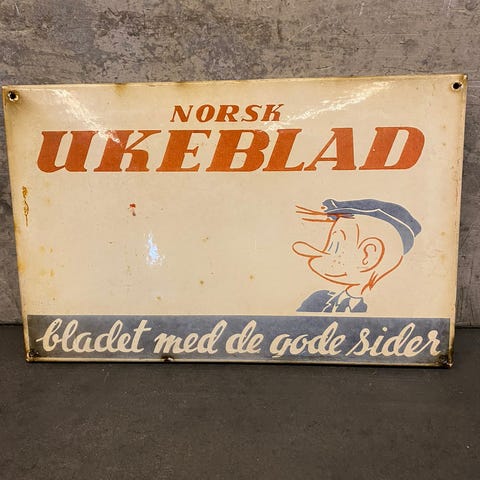 NORSK
UKEBLAD
bladet med de gode sider